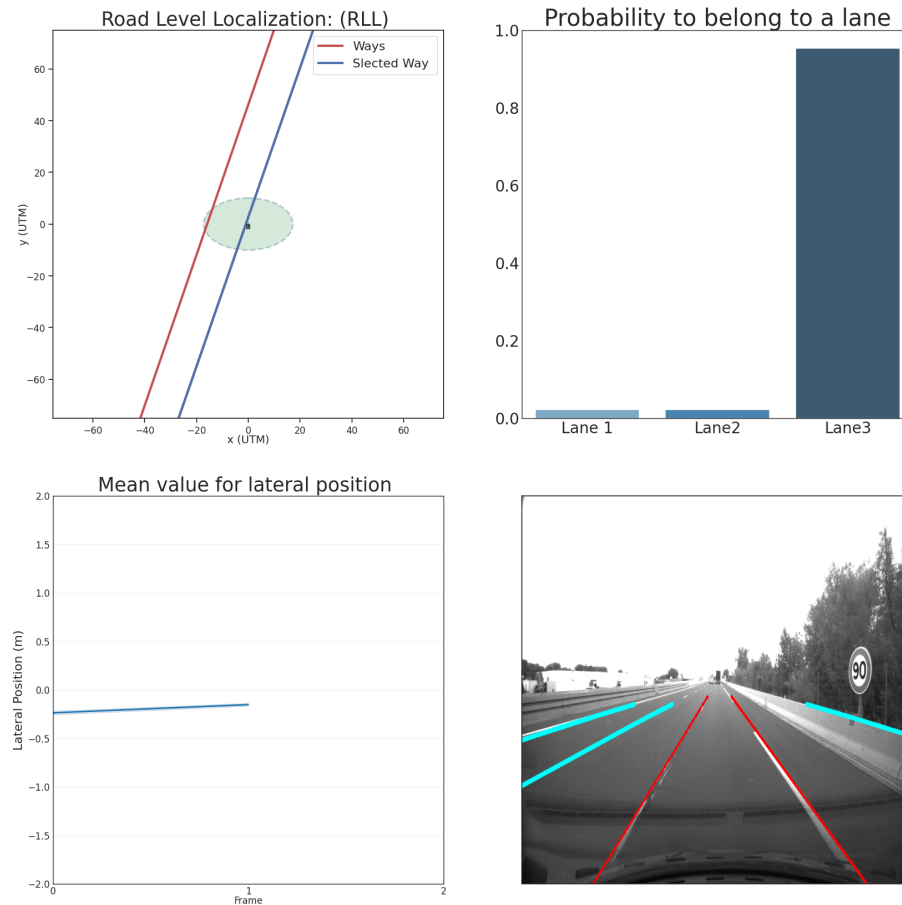 Road Level Localization: (RLL)
Ways
Slected Way
60
40
20
0
−20
−40
−60
y (UTM)
−60
−40
−20
0
20
40
60
x (UTM)
Probability to belong to a lane
1.0
0.8
0.6
0.4
0.2
0.0
Lane 1
Lane2
Lane3
Mean value for lateral position
2.0
1.5
1.0
0.5
0.0
−0.5
−1.0
−1.5
−2.0
Lateral Position (m)
0
1
2
Frame
90